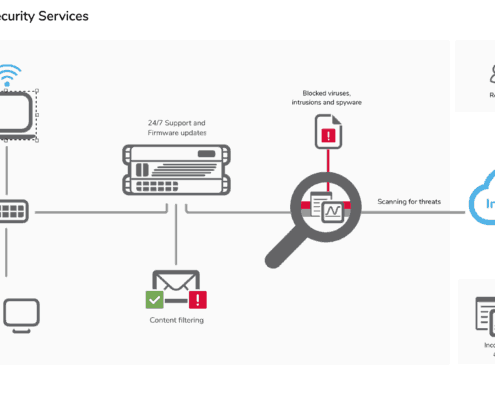 ecurity Services
Blocked viruses,
intrusions and spyware
24/7 Support and
Firmware updates
Scanning for threats
In
Content filtering